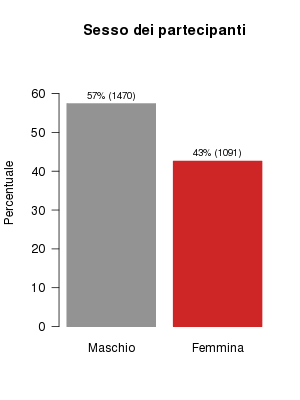 Sesso dei partecipanti
Percentuale
60
50
40
30
20
10
0
57% (1470)
43% (1091)
Maschio
Femmina